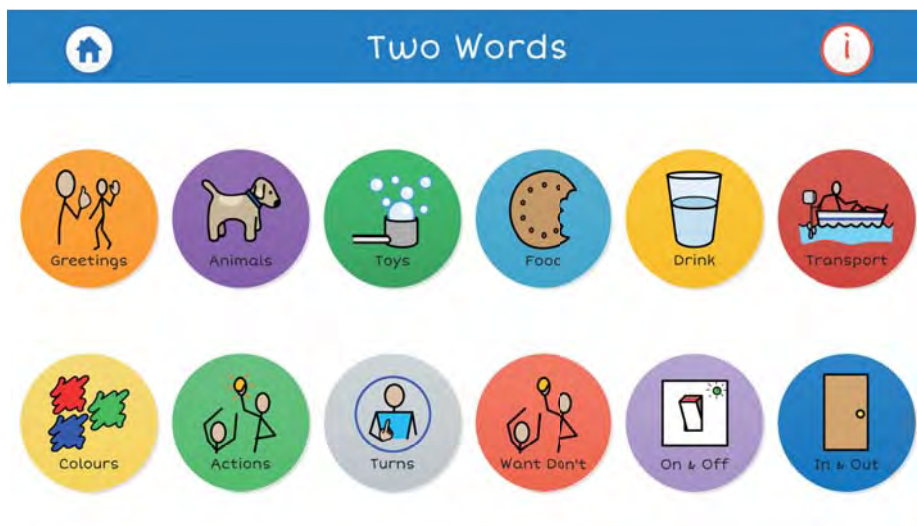 Two Words
i
Greetings
Animals
Toys
Fooc
Drink
Transport
Colours
Actions
Turns
Want Don't
On & Off
In & Out